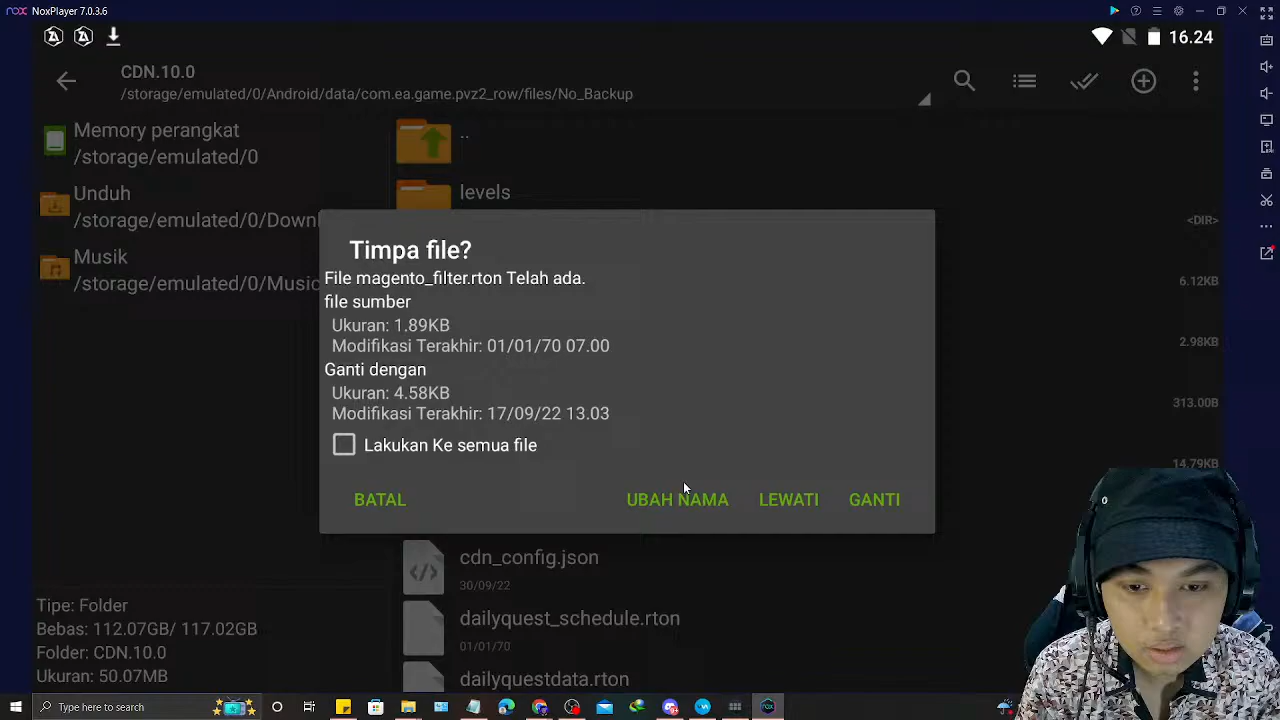 nox NoxPlayer 7.0.3.6
16.24
CDN.10.0
/storage/emulated/0/Android/data/com.ea.game.pvz2_row/files/No_Backup
Memory perangkat
/storage/emulated/0
Unduh
/storage/emulated/0/Down
Musik
/storage/emulated/0/Music
..
levels
<DIR>
6.12KB
2.98KB
313.00B
14.79KB
Timpa file?
File magento_filter.rton Telah ada.
file sumber
Ukuran: 1.89KB
Modifikasi Terakhir: 01/01/70 07.00
Ganti dengan
Ukuran: 4.58KB
Modifikasi Terakhir: 17/09/22 13.03
Lakukan Ke semua file
BATAL
UBAH NAMA
LEWATI
GANTI
cdn_config.json
30/09/22
dailyquest_schedule.rton
01/01/70
dailyquestdata.rton
Tipe: Folder
Bebas: 112.07GB/ 117.02GB
Folder: CDN.10.0
Ukuran: 50.07MB
Type here to search